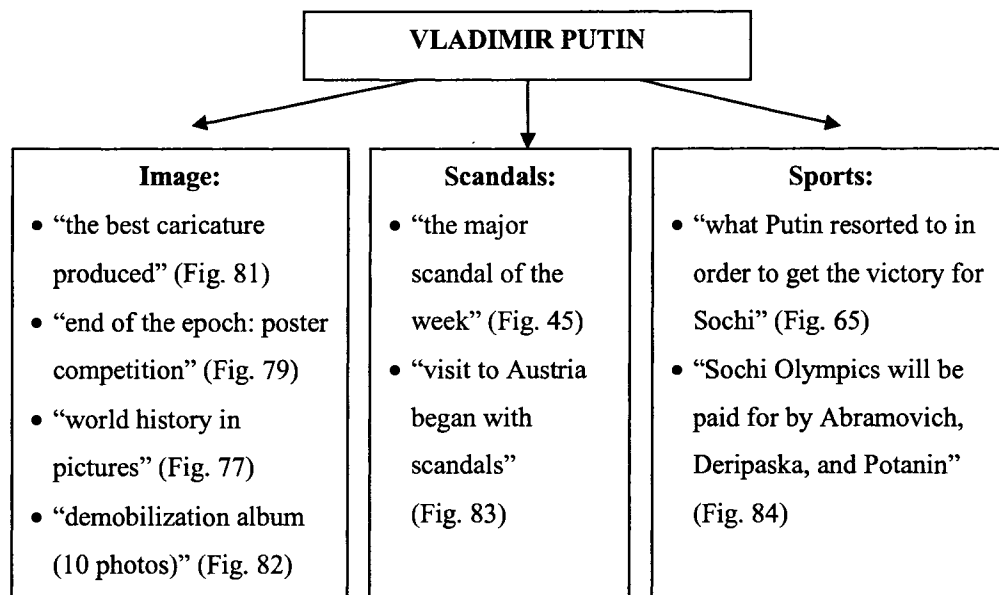 VLADIMIR PUTIN
Image:
• “the best caricature
produced” (Fig. 81)
• “end of the epoch: poster
competition” (Fig. 79)
• “world history in
pictures” (Fig. 77)
• “demobilization album
(10 photos)” (Fig. 82)
Scandals:
• “the major
scandal of the
week” (Fig. 45)
• “visit to Austria
began with
scandals”
(Fig. 83)
Sports:
• “what Putin resorted to in
order to get the victory for
Sochi” (Fig. 65)
• “Sochi Olympics will be
paid for by Abramovich,
Deripaska, and Potanin”
(Fig. 84)